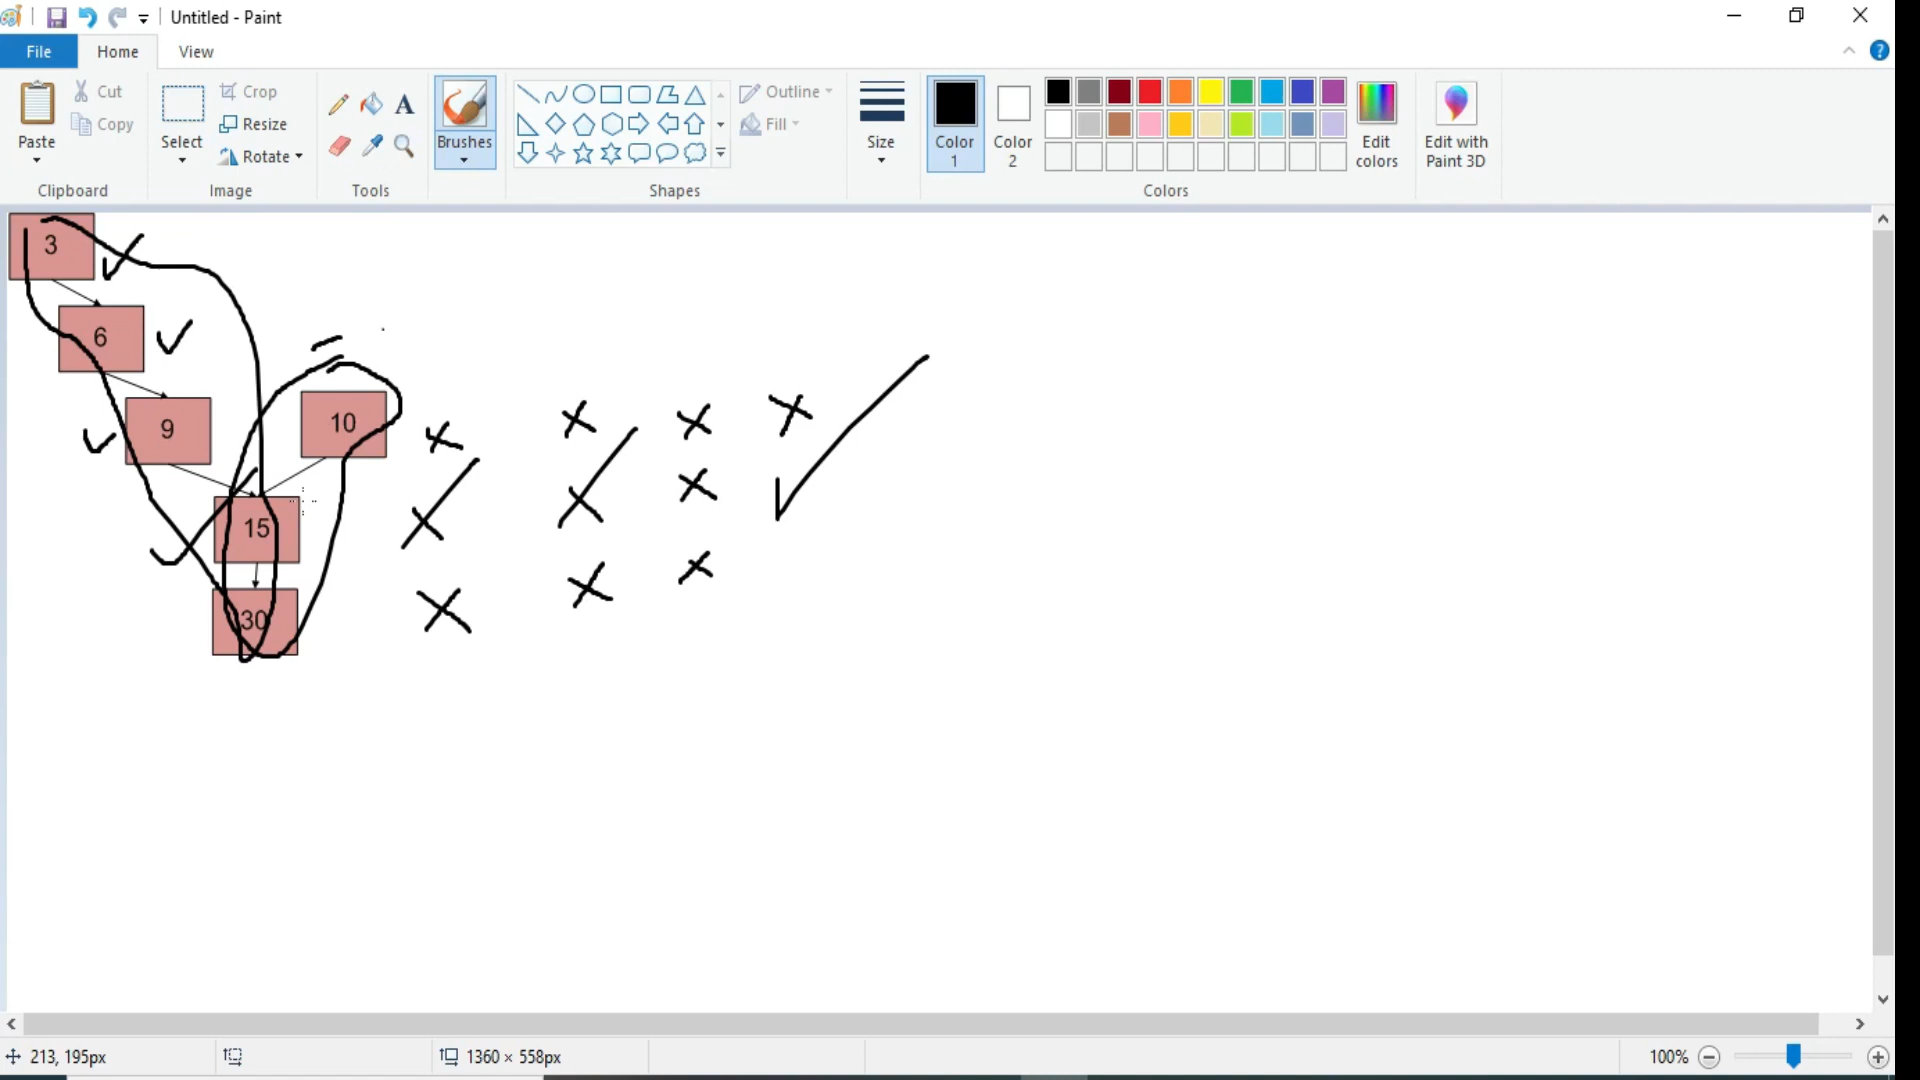 Untitled - Paint
File Home View
Paste
Cut
Copy
Clipboard
Select
Crop
Resize
Rotate
Image
A
Tools
Brushes
Shapes
Outline
Fill
Size
Color 1
Color 2
Edit colors
Edit with Paint 3D
Colors
?
3
6
9
10
15
30
213, 195px
1360 × 558px
100%